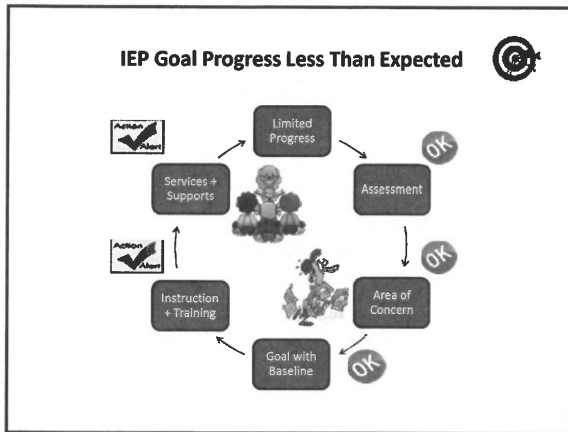 IEP Goal Progress Less Than Expected
Limited
Progress
OK
Assessment
OK
Area of
Concern
OK
Goal with
Baseline
Instruction
+ Training
Action
Alert
Services +
Supports
Action
Alert